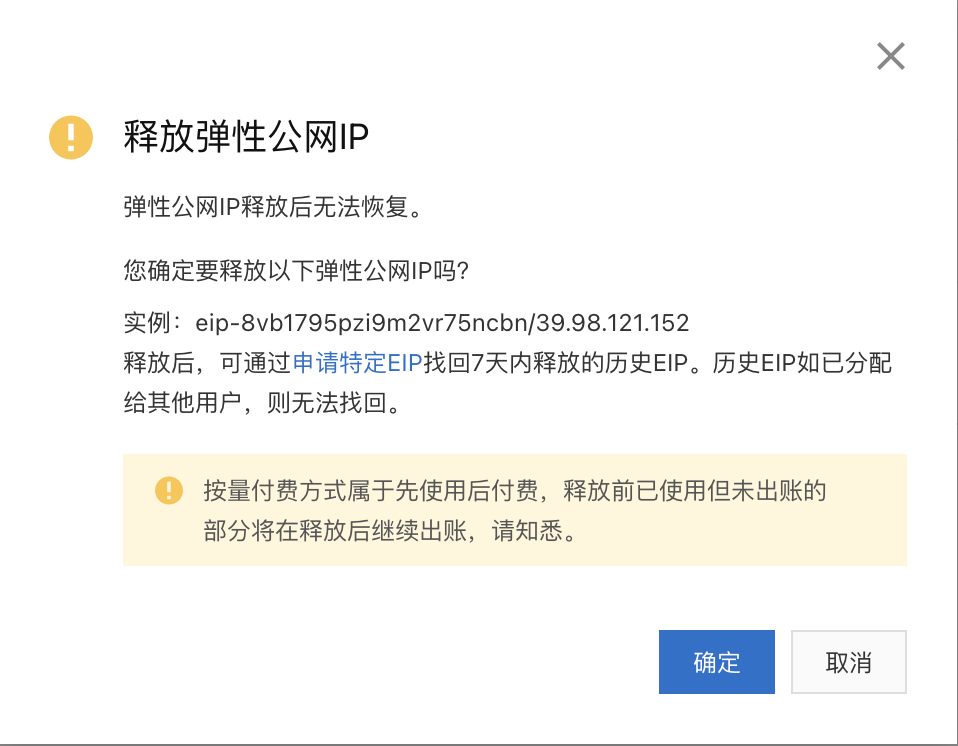 释放弹性公网IP
弹性公网IP释放后无法恢复。
您确定要释放以下弹性公网IP吗?
实例：eip-8vb1795pzi9m2vr75ncbn/39.98.121.152
释放后，可通过申请特定EIP找回7天内释放的历史EIP。历史EIP如已分配
给其他用户，则无法找回。
按量付费方式属于先使用后付费，释放前已使用但未出账的
部分将在释放后继续出账，请知悉。
确定
取消